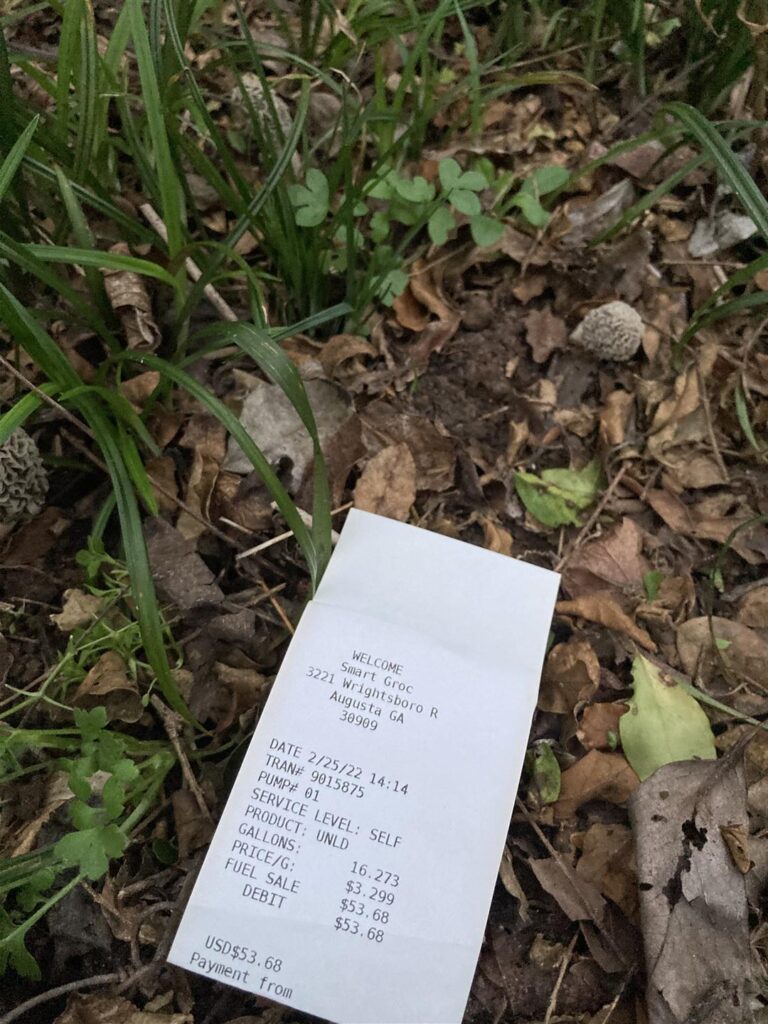 WELCOME
Smart Groc
3221 Wrightsboro R
Augusta GA
30909
DATE 2/25/22 14:14
TRAN# 9015875
PUMP# 01
SERVICE LEVEL: SELF
PRODUCT: UNLD
GALLONS: 16.273
PRICE/G: $3.299
FUEL SALE $53.68
DEBIT $53.68
USD$53.68
Payment from